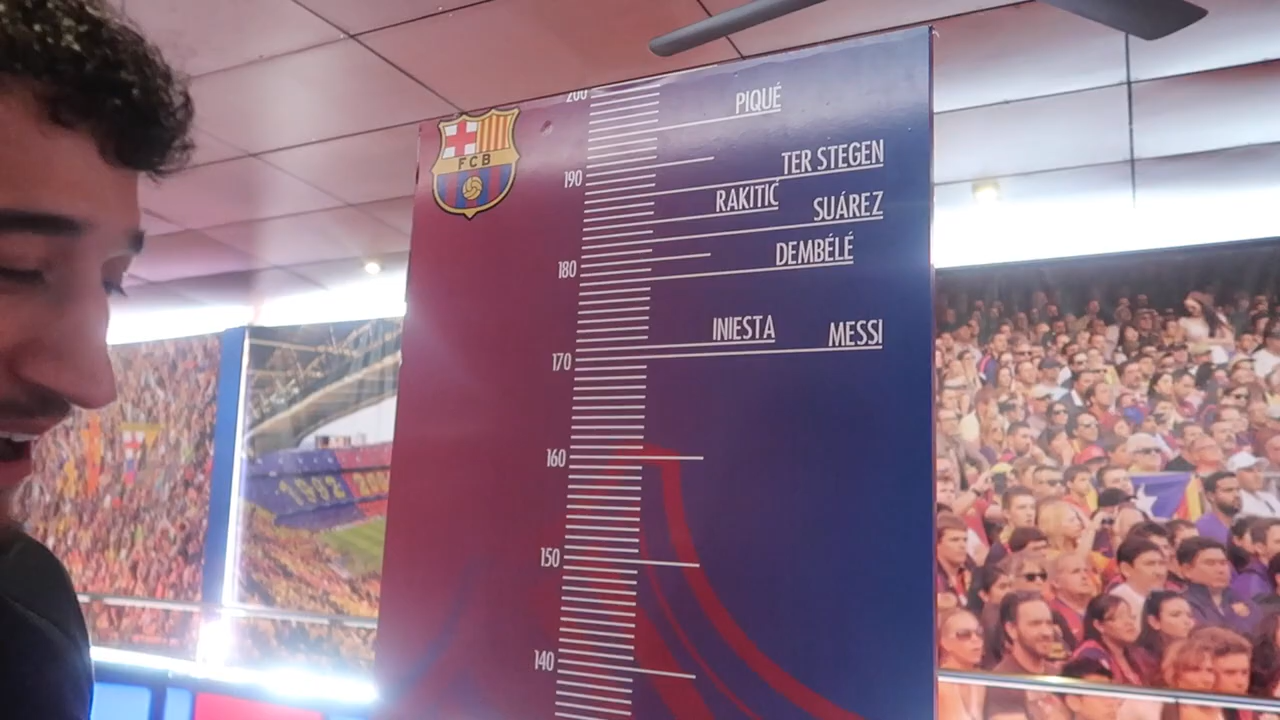 200
PIQUÉ
FCB
190
TER STEGEN
RAKITIĆ
SUÁREZ
180
DEMBÉLÉ
INIESTA
MESSI
170
160
1992
150
140